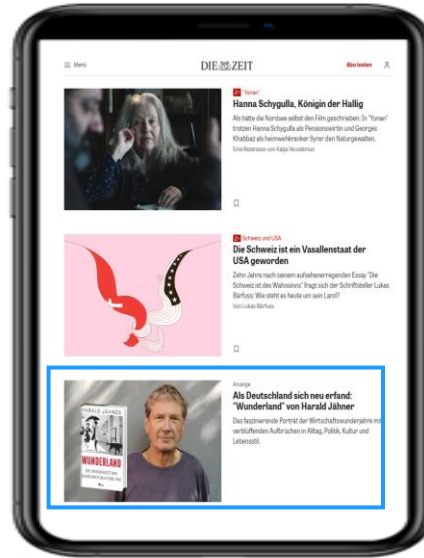 Menü
DIE ZEIT
Abo testen
"Yunan"
Hanna Schygulla, Königin der Hallig
Als hätte die Nordsee selbst den Film geschrieben: In "Yunan"
trotzen Hanna Schygulla als Pensionswirtin und Georges
Khabbaz als heimwehkranker Syrer den Naturgewalten.
Eine Rezension von Katja Nicodemus
Schweiz und USA
Die Schweiz ist ein Vasallenstaat der
USA geworden
Zehn Jahre nach seinem aufsehenerregenden Essay "Die
Schweiz ist des Wahnsinns" fragt sich der Schriftsteller Lukas
Bärfuss: Wie steht es heute um sein Land?
Von Lukas Bärfuss
Anzeige
Als Deutschland sich neu erfand:
"Wunderland" von Harald Jähner
Das faszinierende Porträt der Wirtschaftswunderjahre mit
verblüffenden Aufbrüchen in Alltag, Politik, Kultur und
Lebensstil.
HARALD JÄHNER
WUNDERLAND